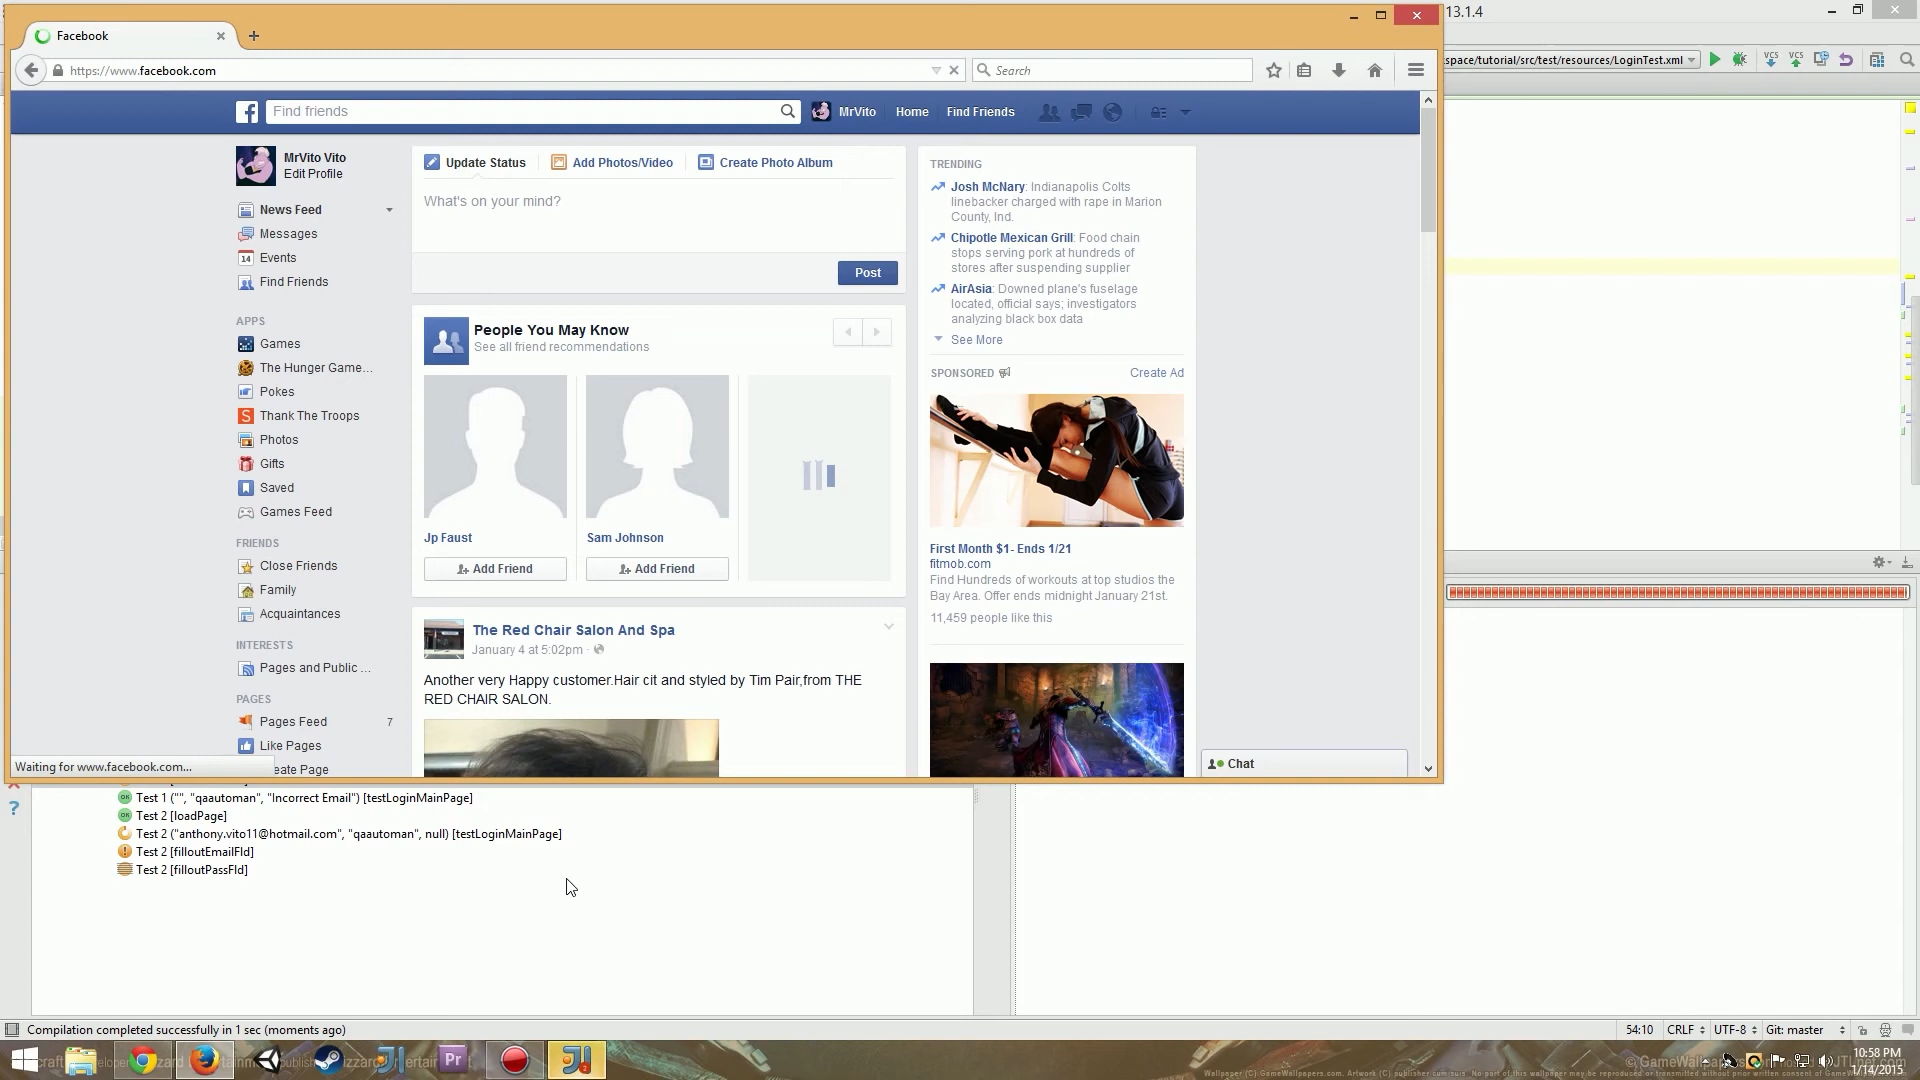 13.1.4
Facebook
https://www.facebook.com
Search
space/tutorial/src/test/resources/LoginTest.xml
VCS
VCS
Find friends
MrVito
Home
Find Friends
MrVito Vito
Edit Profile
News Feed
Messages
14
Events
Find Friends
APPS
Games
The Hunger Game...
Pokes
Thank The Troops
Photos
Gifts
Saved
Games Feed
FRIENDS
Close Friends
Family
Acquaintances
INTERESTS
Pages and Public ...
PAGES
Pages Feed 7
Like Pages
eate Page
Waiting for www.facebook.com...
Update Status
Add Photos/Video
Create Photo Album
What's on your mind?
Post
People You May Know
See all friend recommendations
Jp Faust
Sam Johnson
Add Friend
Add Friend
The Red Chair Salon And Spa
January 4 at 5:02pm ·
Another very Happy customer.Hair cit and styled by Tim Pair,from THE
RED CHAIR SALON.
TRENDING
Josh McNary: Indianapolis Colts
linebacker charged with rape in Marion
County, Ind.
Chipotle Mexican Grill: Food chain
stops serving pork at hundreds of
stores after suspending supplier
AirAsia: Downed plane's fuselage
located, official says; investigators
analyzing black box data
See More
SPONSORED
Create Ad
First Month $1- Ends 1/21
fitmob.com
Find Hundreds of workouts at top studios the
Bay Area. Offer ends midnight January 21st.
11,459 people like this
Chat
Test 1 ("", "qaautoman", "Incorrect Email") [testLoginMainPage]
Test 2 [loadPage]
Test 2 ("anthony.vito11@hotmail.com", "qaautoman", null) [testLoginMainPage]
Test 2 [filloutEmailFld]
Test 2 [filloutPassFld]
Compilation completed successfully in 1 sec (moments ago)
54:10
CRLF
UTF-8
Git: master
Pr
10:58 PM
1/14/2015